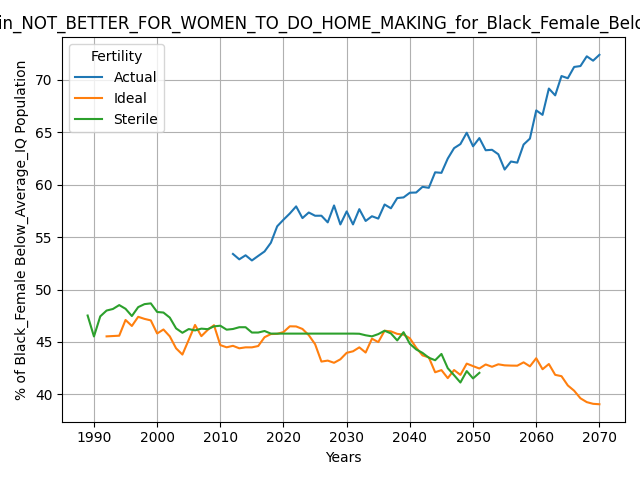 in_NOT_BETTER_FOR_WOMEN_TO_DO_HOME_MAKING_for_Black_Female_Belo
% of Black_Female Below_Average_IQ Population
Fertility
Actual
Ideal
Sterile
70
65
60
55
50
45
40
1990 2000 2010 2020 2030 2040 2050 2060 2070
Years